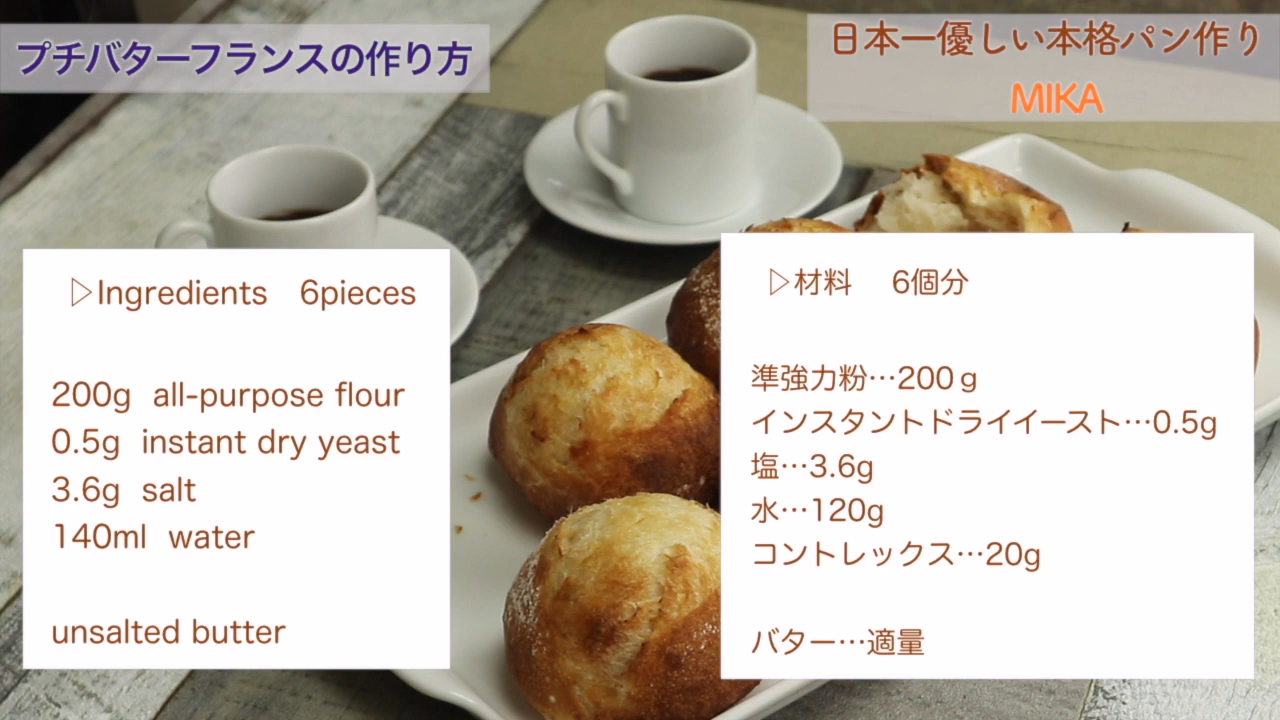 プチバターフランスの作り方
日本一優しい本格パン作り
MIKA
▷Ingredients 6pieces
200g all-purpose flour
0.5g instant dry yeast
3.6g salt
140ml water
unsalted butter
▷材料 6個分
準強力粉…200ｇ
インスタントドライイースト…0.5g
塩…3.6g
水…120g
コントレックス…20g
バター…適量